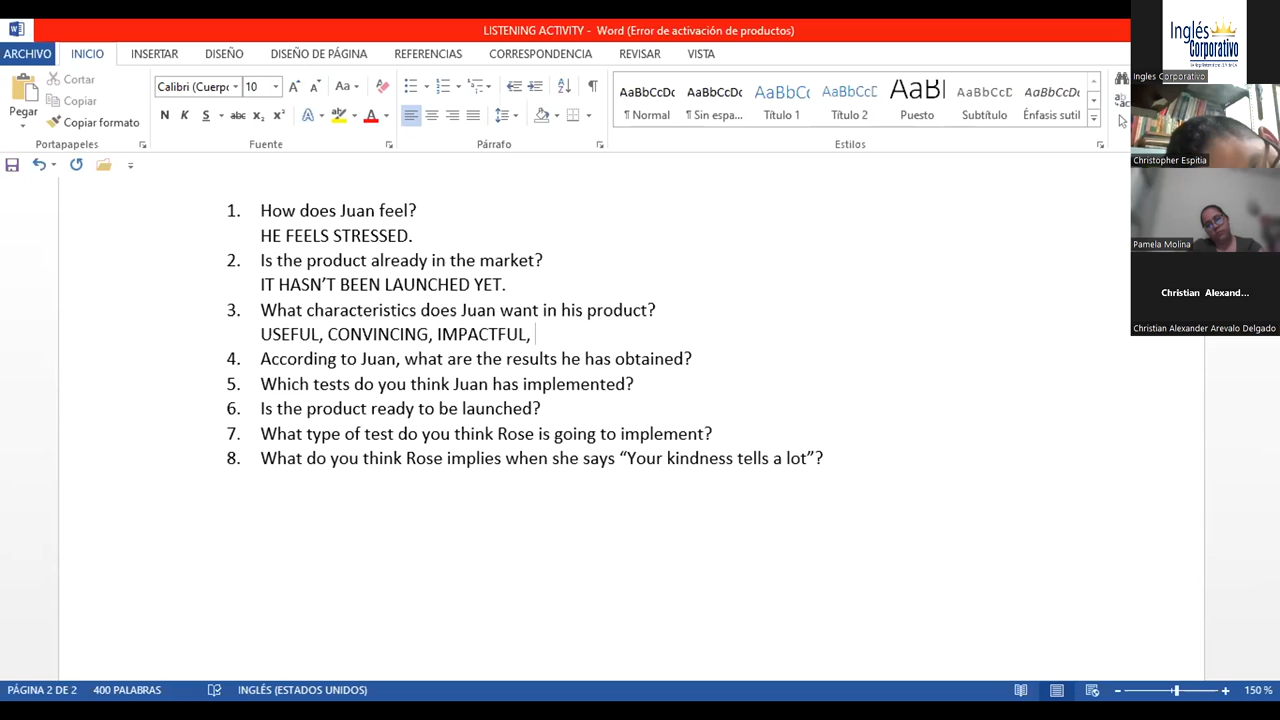 LISTENING ACTIVITY - Word (Error de activación de productos)
ARCHIVO INICIO INSERTAR DISEÑO DISEÑO DE PÁGINA REFERENCIAS CORRESPONDENCIA REVISAR VISTA
Pegar
Cortar
Copiar
Copiar formato
Portapapeles
Calibri (Cuerpo 10
N K S abc x₂ x² A A
Fuente
Párrafo
AaBbCcDc AaBbCcDc AaBbCc AaBbCcC AaBl AaBbCcD AaBbCcDc
¶ Normal ¶ Sin espa... Título 1 Título 2 Puesto Subtítulo Énfasis sutil
Estilos
1. How does Juan feel?
HE FEELS STRESSED.
2. Is the product already in the market?
IT HASN'T BEEN LAUNCHED YET.
3. What characteristics does Juan want in his product?
USEFUL, CONVINCING, IMPACTFUL,
4. According to Juan, what are the results he has obtained?
5. Which tests do you think Juan has implemented?
6. Is the product ready to be launched?
7. What type of test do you think Rose is going to implement?
8. What do you think Rose implies when she says “Your kindness tells a lot”?
PÁGINA 2 DE 2 400 PALABRAS INGLÉS (ESTADOS UNIDOS) 150 %
Inglés
Corporativo
Ingles Corporativo
Christopher Espitia
Pamela Molina
Christian Alexand...
Christian Alexander Arevalo Delgado